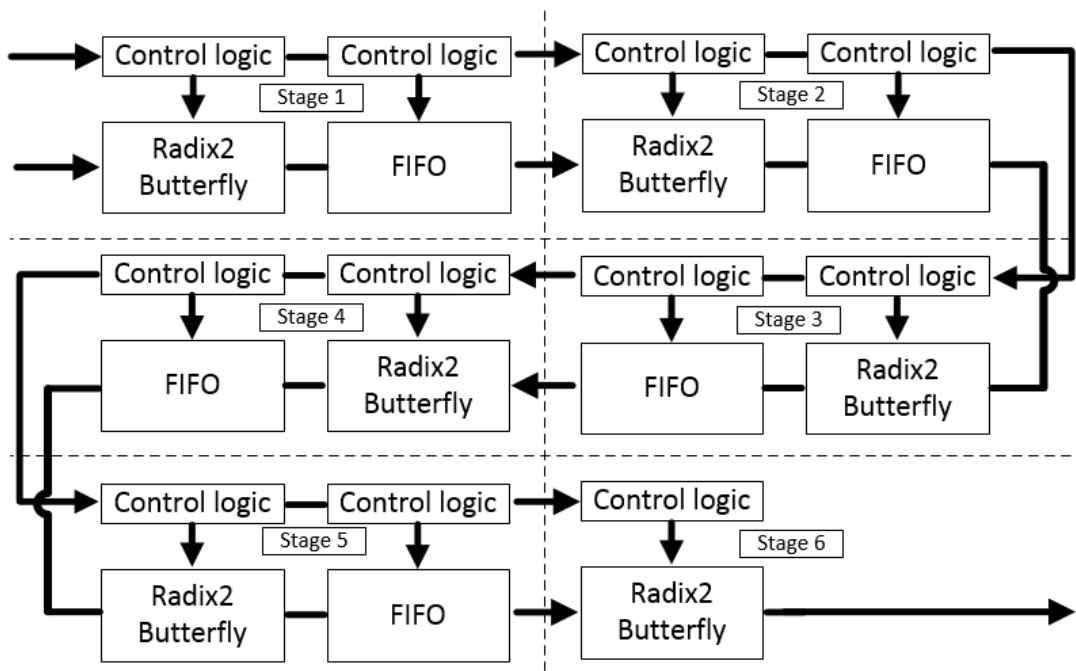 Control logic
Control logic
Control logic
Control logic
Stage 1
Stage 2
Radix2
Butterfly
FIFO
Radix2
Butterfly
FIFO
Control logic
Control logic
Control logic
Control logic
Stage 4
Stage 3
FIFO
Radix2
Butterfly
FIFO
Radix2
Butterfly
Control logic
Control logic
Control logic
Stage 5
Stage 6
Radix2
Butterfly
FIFO
Radix2
Butterfly